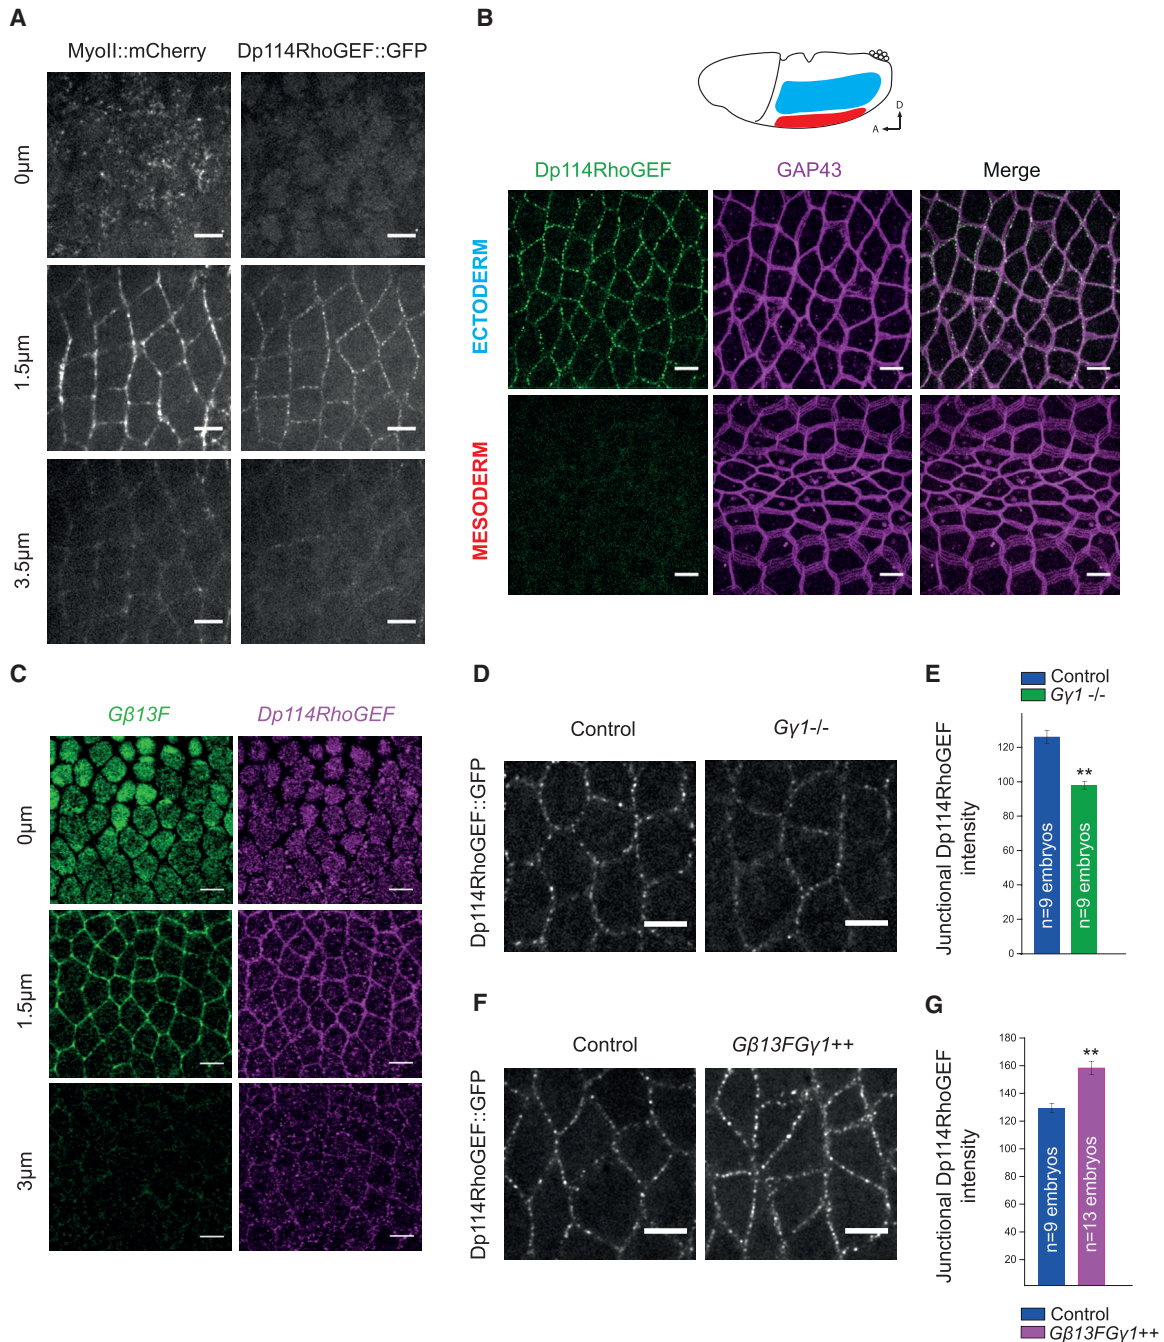 A
MyoII::mCherry
Dp114RhoGEF::GFP
0µm
1.5µm
3.5µm
B
D
A
Dp114RhoGEF
GAP43
Merge
ECTODERM
MESODERM
C
Gβ13F
Dp114RhoGEF
0µm
1.5µm
3µm
D
Control
Gγ1-/-
Dp114RhoGEF::GFP
E
Control
Gγ1 -/-
Junctional Dp114RhoGEF
intensity
120
100
80
60
40
20
0
**
n=9 embryos
n=9 embryos
F
Control
Gβ13FGγ1++
Dp114RhoGEF::GFP
G
Junctional Dp114RhoGEF
intensity
180
160
140
120
100
80
60
40
20
**
n=9 embryos
n=13 embryos
Control
Gβ13FGγ1++